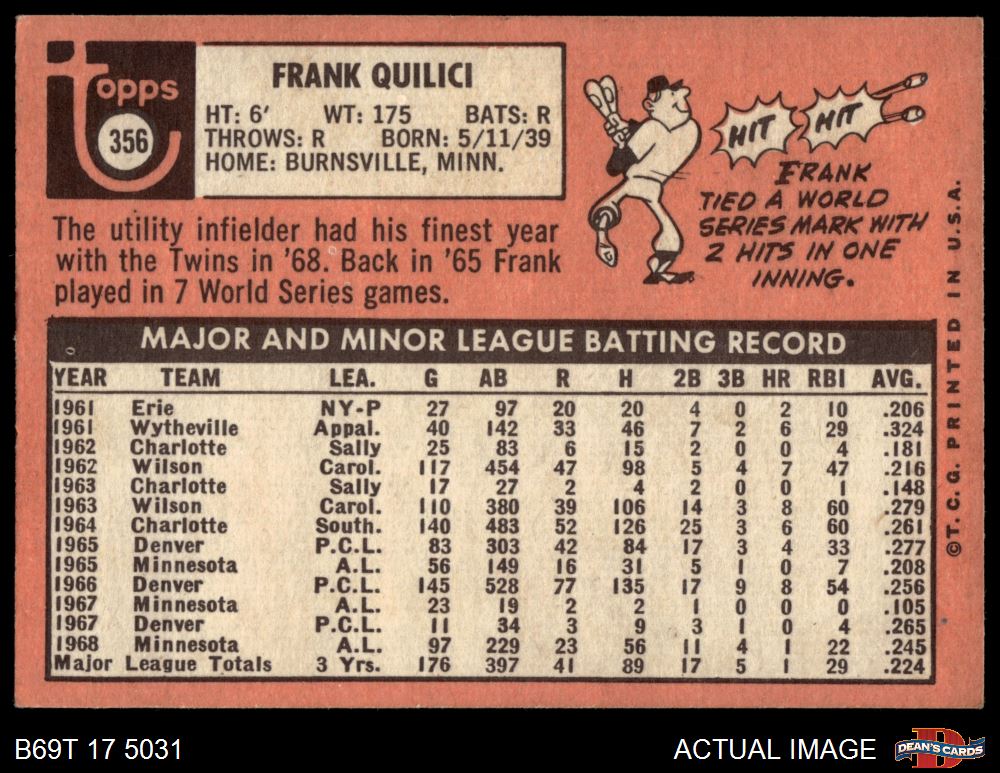 Topps
356
FRANK QUILICI
HT: 6' WT: 175 BATS: R
THROWS: R BORN: 5/11/39
HOME: BURNSVILLE, MINN.
The utility infielder had his finest year
with the Twins in '68. Back in '65 Frank
played in 7 World Series games.
HIT HIT
FRANK
TIED A WORLD
SERIES MARK WITH
2 HITS IN ONE
INNING.
MAJOR AND MINOR LEAGUE BATTING RECORD
YEAR TEAM LEA. G AB R H 2B 3B HR RBI AVG.
1961 Erie NY-P 27 97 20 20 4 0 2 10 .206
1961 Wytheville Appal. 40 142 33 46 7 2 6 29 .324
1962 Charlotte Sally 25 83 6 15 2 0 0 4 .181
1962 Wilson Carol. 117 454 47 98 5 4 7 47 .216
1963 Charlotte Sally 17 27 2 4 2 0 0 1 .148
1963 Wilson Carol. 110 380 39 106 14 3 8 60 .279
1964 Charlotte South. 140 483 52 126 25 3 6 60 .261
1965 Denver P.C.L. 83 303 42 84 17 3 4 33 .277
1965 Minnesota A.L. 56 149 16 31 5 1 0 7 .208
1966 Denver P.C.L. 145 528 77 135 17 9 8 54 .256
1967 Minnesota A.L. 23 19 2 2 1 0 0 0 .105
1967 Denver P.C.L. 11 34 3 9 3 1 0 4 .265
1968 Minnesota A.L. 97 229 23 56 11 4 1 22 .245
Major League Totals 3 Yrs. 176 397 41 89 17 5 1 29 .224
©T.C.G. PRINTED IN U.S.A.
B69T 17 5031
ACTUAL IMAGE
D
DEAN'S CARDS